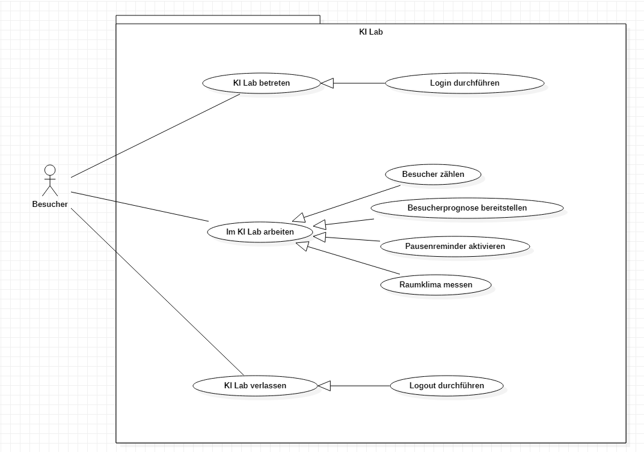 KI Lab
KI Lab betreten
Login durchführen
Besucher zählen
Besucher
Besucherprognose bereitstellen
Im KI Lab arbeiten
Pausenreminder aktivieren
Raumklima messen
KI Lab verlassen
Logout durchführen